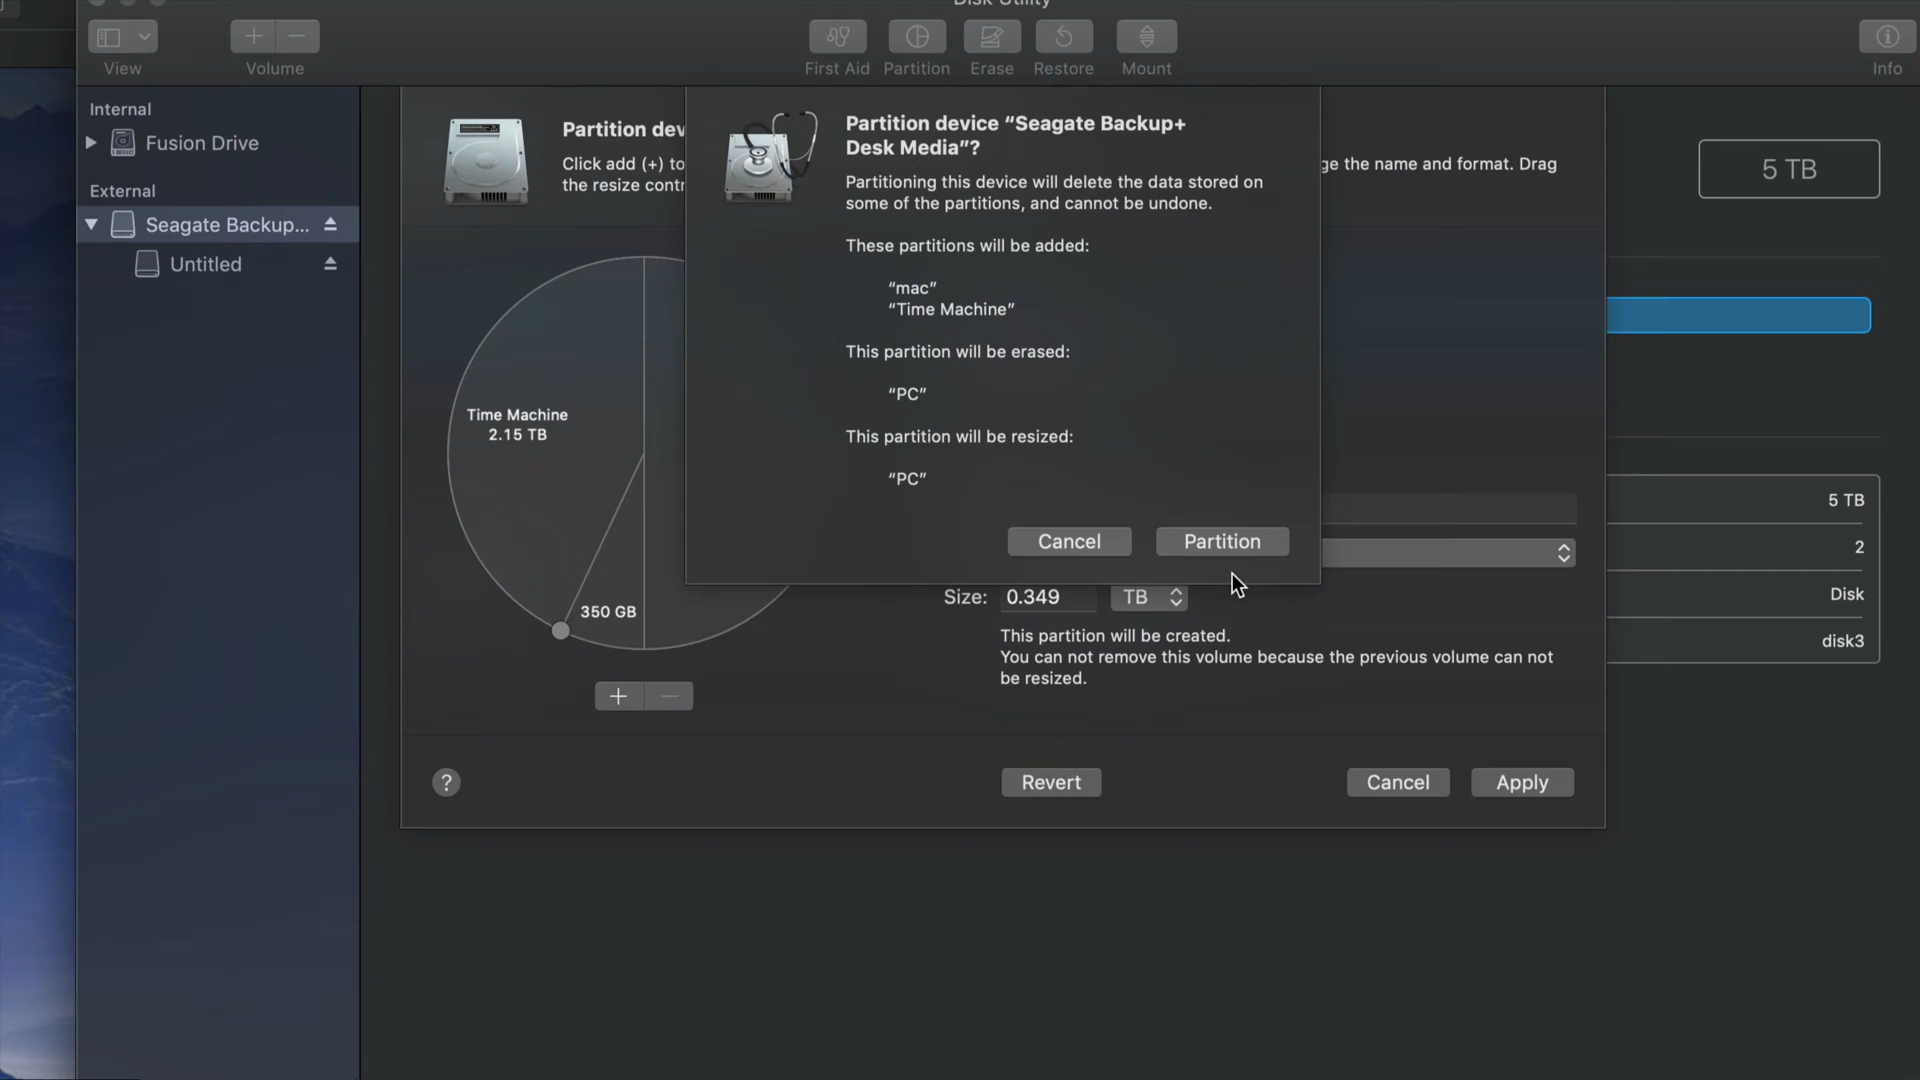 Disk Utility
View
Volume
First Aid
Partition
Erase
Restore
Mount
Info
Internal
Fusion Drive
External
Seagate Backup...
Untitled
Partition dev
Click add (+) to
the resize contr
ge the name and format. Drag
5 TB
Partition device “Seagate Backup+
Desk Media”?
Partitioning this device will delete the data stored on
some of the partitions, and cannot be undone.
These partitions will be added:
“mac”
“Time Machine”
This partition will be erased:
“PC”
This partition will be resized:
“PC”
Cancel
Partition
Time Machine
2.15 TB
350 GB
Size: 0.349 TB
This partition will be created.
You can not remove this volume because the previous volume can not
be resized.
5 TB
2
Disk
disk3
+ −
?
Revert
Cancel
Apply